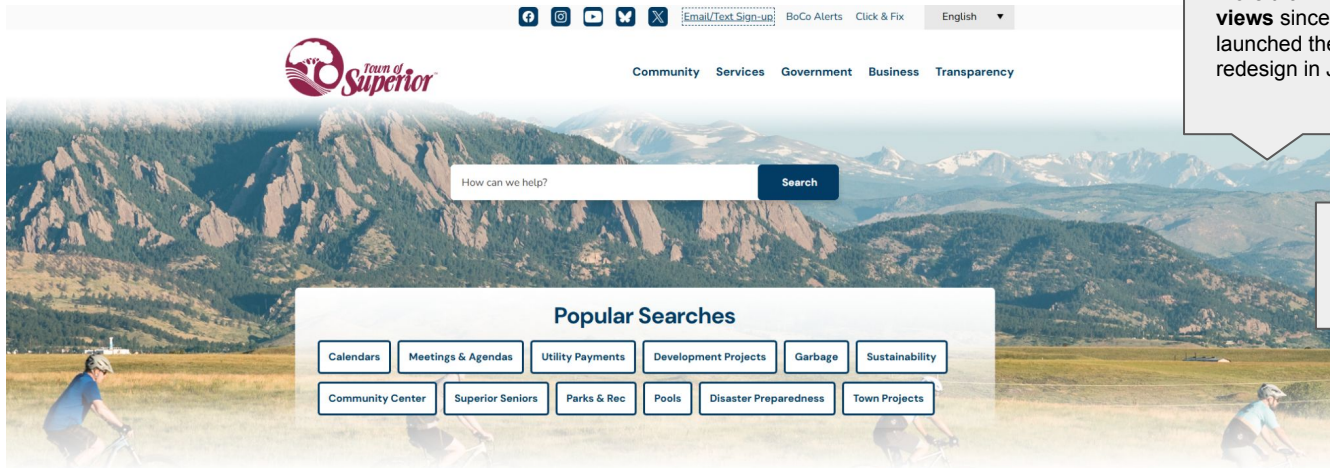 Email/Text Sign-up BoCo Alerts Click & Fix English
Town of
Superior
Community Services Government Business Transparency
views since
launched the
redesign in J
How can we help? Search
Popular Searches
Calendars Meetings & Agendas Utility Payments Development Projects Garbage Sustainability
Community Center Superior Seniors Parks & Rec Pools Disaster Preparedness Town Projects